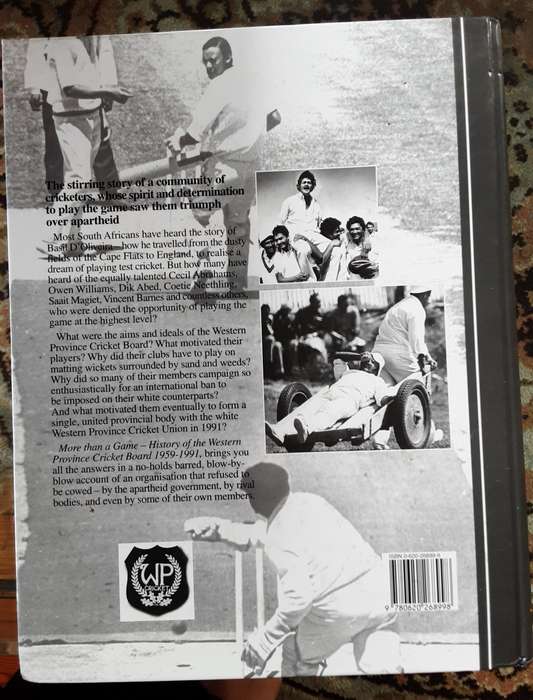 The stirring story of a community of
cricketers, whose spirit and determination
to play the game saw them triumph
over apartheid
Most South Africans have heard the story of
Basil D'Oliveira – how he travelled from the dusty
fields of the Cape Flats to England, to realise a
dream of playing test cricket. But how many have
heard of the equally talented Cecil Abrahams,
Owen Williams, Dik Abed, Coetie Neethling,
Saait Magiet, Vincent Barnes and countless others,
who were denied the opportunity of playing the
game at the highest level?
What were the aims and ideals of the Western
Province Cricket Board? What motivated their
players? Why did their clubs have to play on
matting wickets surrounded by sand and weeds?
Why did so many of their members campaign so
enthusiastically for an international ban to
be imposed on their white counterparts?
And what motivated them eventually to form a
single, united provincial body with the white
Western Province Cricket Union in 1991?
More than a Game – History of the Western
Province Cricket Board 1959-1991, brings you
all the answers in a no-holds barred, blow-by-
blow account of an organisation that refused to
be cowed – by the apartheid government, by rival
bodies, and even by some of their own members.
WP
CRICKET
ISBN 0-620-26899-6
9 780620 268998